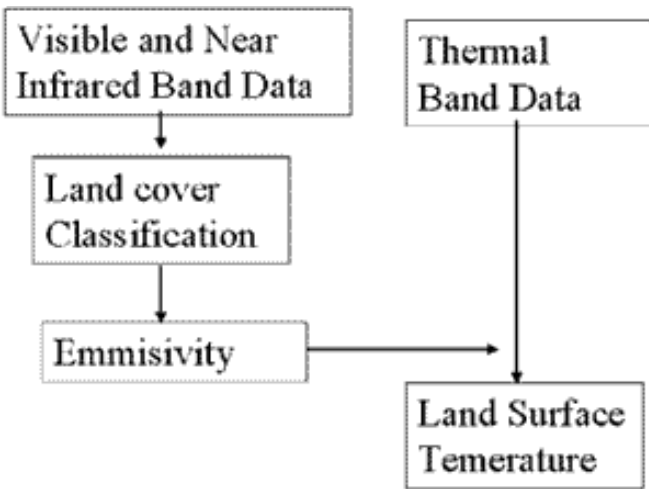 Visible and Near
Infrared Band Data
Thermal
Band Data
Land cover
Classification
Emmisivity
Land Surface
Temerature